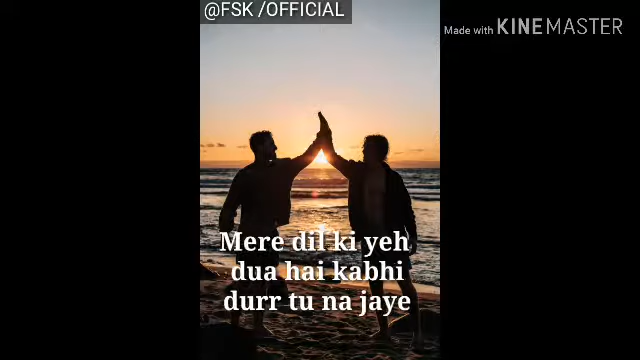 @FSK /OFFICIAL
Made with KINEMASTER
Mere dil ki yeh
dua hai kabhi
durr tu na jaye